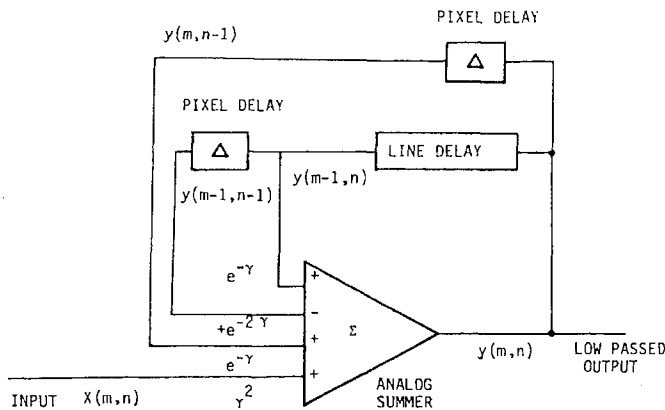 PIXEL DELAY
y(m,n-1)
Δ
PIXEL DELAY
Δ
LINE DELAY
y(m-1,n)
y(m-1,n-1)
e^{-γ}
+
-
+e^{-2γ}
+
Σ
e^{-γ}
+
y(m,n)
LOW PASSED
OUTPUT
INPUT X(m,n)
γ^2
ANALOG
SUMMER